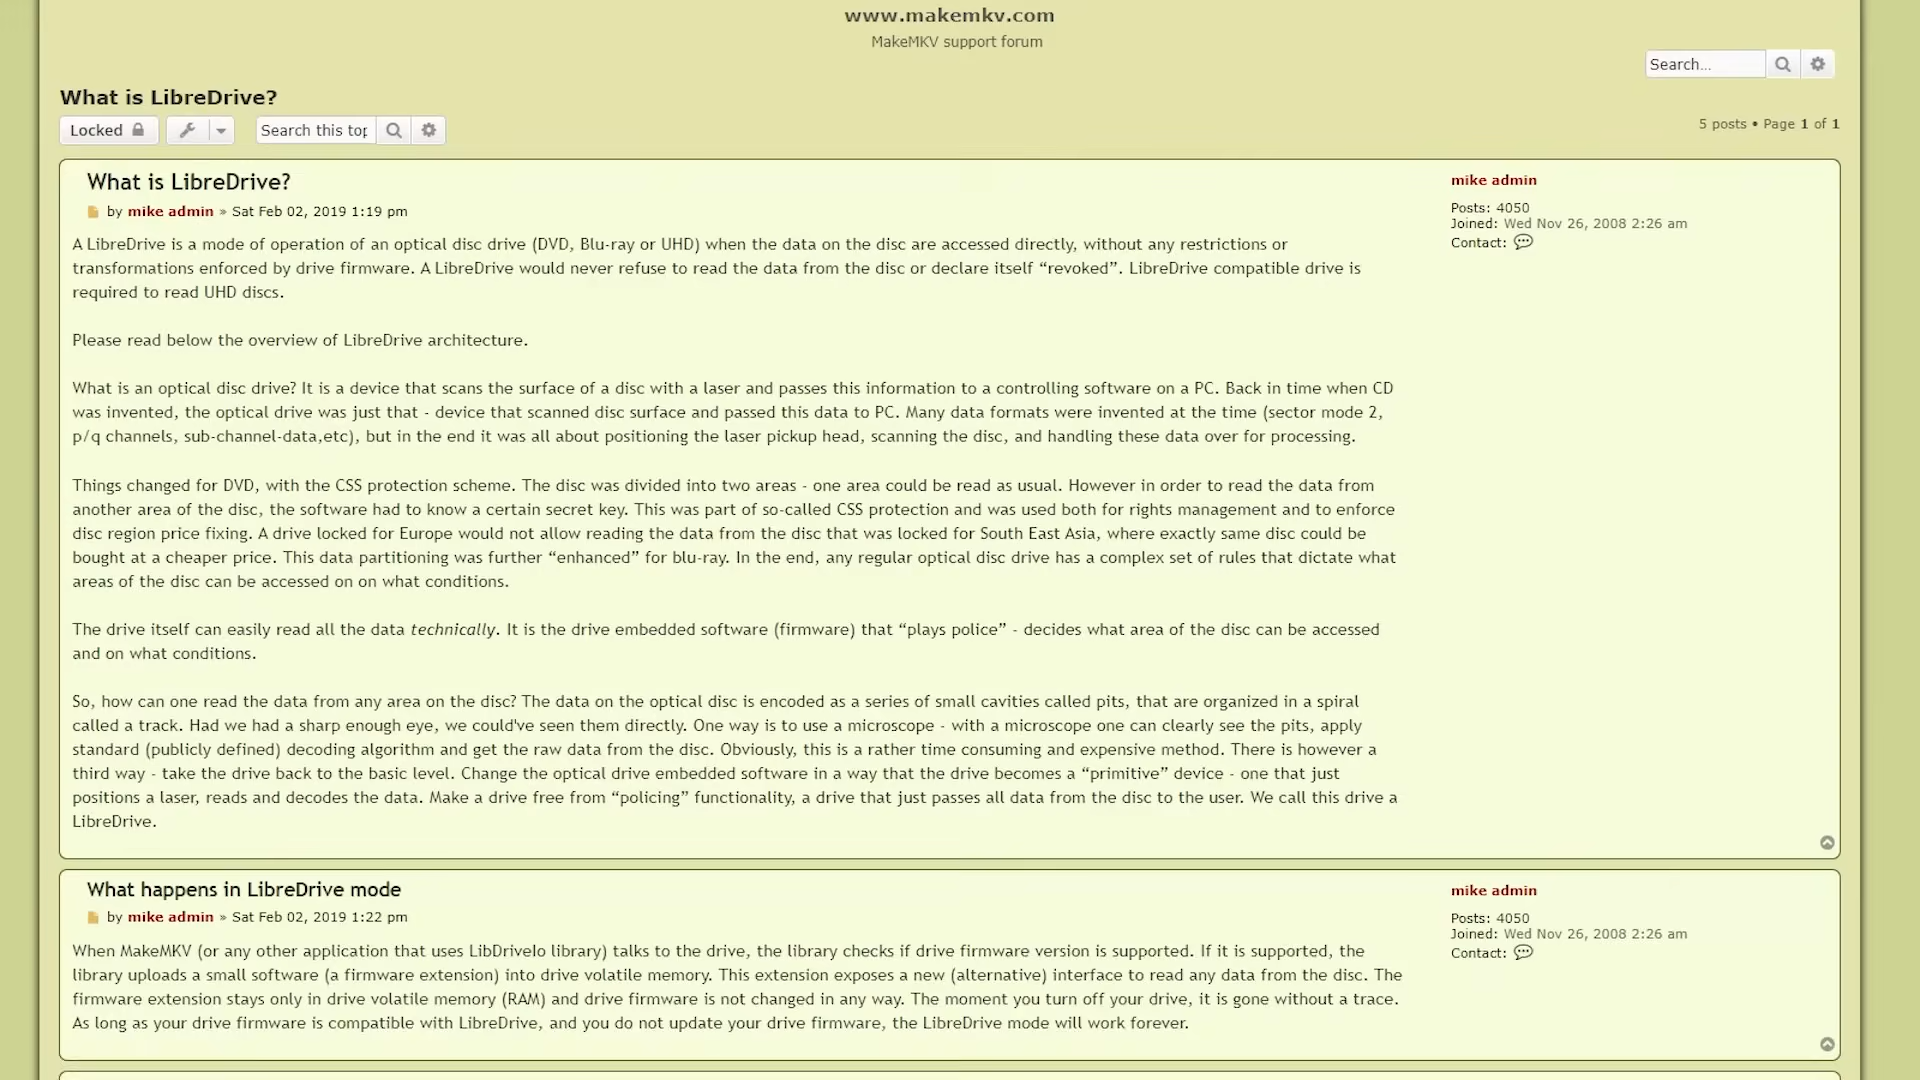 www.makemkv.com
MakeMKV support forum
Search...
What is LibreDrive?
Locked
Search this top
5 posts • Page 1 of 1
What is LibreDrive?
by mike admin » Sat Feb 02, 2019 1:19 pm
mike admin
Posts: 4050
Joined: Wed Nov 26, 2008 2:26 am
Contact:
A LibreDrive is a mode of operation of an optical disc drive (DVD, Blu-ray or UHD) when the data on the disc are accessed directly, without any restrictions or
transformations enforced by drive firmware. A LibreDrive would never refuse to read the data from the disc or declare itself “revoked”. LibreDrive compatible drive is
required to read UHD discs.
Please read below the overview of LibreDrive architecture.
What is an optical disc drive? It is a device that scans the surface of a disc with a laser and passes this information to a controlling software on a PC. Back in time when CD
was invented, the optical drive was just that - device that scanned disc surface and passed this data to PC. Many data formats were invented at the time (sector mode 2,
p/q channels, sub-channel-data,etc), but in the end it was all about positioning the laser pickup head, scanning the disc, and handling these data over for processing.
Things changed for DVD, with the CSS protection scheme. The disc was divided into two areas - one area could be read as usual. However in order to read the data from
another area of the disc, the software had to know a certain secret key. This was part of so-called CSS protection and was used both for rights management and to enforce
disc region price fixing. A drive locked for Europe would not allow reading the data from the disc that was locked for South East Asia, where exactly same disc could be
bought at a cheaper price. This data partitioning was further “enhanced” for blu-ray. In the end, any regular optical disc drive has a complex set of rules that dictate what
areas of the disc can be accessed on on what conditions.
The drive itself can easily read all the data technically. It is the drive embedded software (firmware) that “plays police” - decides what area of the disc can be accessed
and on what conditions.
So, how can one read the data from any area on the disc? The data on the optical disc is encoded as a series of small cavities called pits, that are organized in a spiral
called a track. Had we had a sharp enough eye, we could've seen them directly. One way is to use a microscope - with a microscope one can clearly see the pits, apply
standard (publicly defined) decoding algorithm and get the raw data from the disc. Obviously, this is a rather time consuming and expensive method. There is however a
third way - take the drive back to the basic level. Change the optical drive embedded software in a way that the drive becomes a “primitive” device - one that just
positions a laser, reads and decodes the data. Make a drive free from “policing” functionality, a drive that just passes all data from the disc to the user. We call this drive a
LibreDrive.
What happens in LibreDrive mode
by mike admin » Sat Feb 02, 2019 1:22 pm
mike admin
Posts: 4050
Joined: Wed Nov 26, 2008 2:26 am
Contact:
When MakeMKV (or any other application that uses LibDriveIo library) talks to the drive, the library checks if drive firmware version is supported. If it is supported, the
library uploads a small software (a firmware extension) into drive volatile memory. This extension exposes a new (alternative) interface to read any data from the disc. The
firmware extension stays only in drive volatile memory (RAM) and drive firmware is not changed in any way. The moment you turn off your drive, it is gone without a trace.
As long as your drive firmware is compatible with LibreDrive, and you do not update your drive firmware, the LibreDrive mode will work forever.